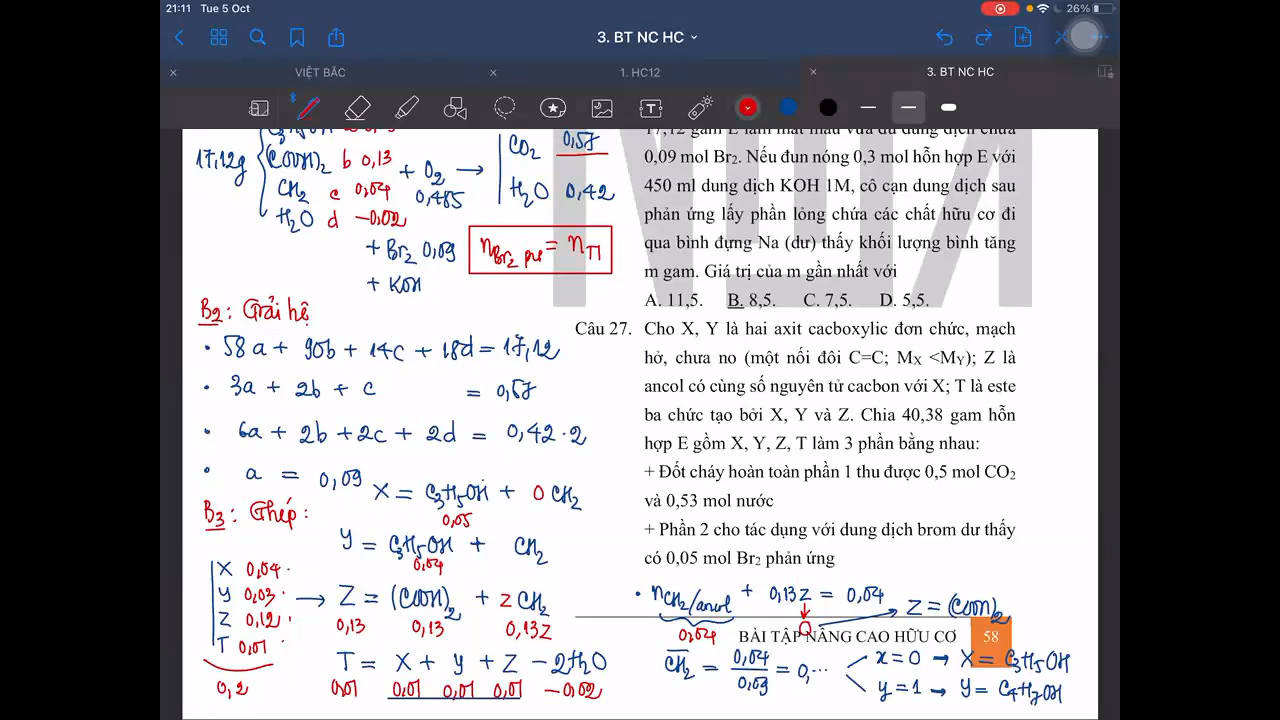 21:11 Tue 5 Oct
26%
3. BT NC HC
VIỆT BẮC
1. HC12
3. BT NC HC
17,12g
(COOH)2 b 0,13
CH2 c 0,04
H2O d -0,02
+ O2
0,485
CO2 0,57
H2O 0,42
+ Br2 0,09
+ KOH
nBr2 pư = nπ
B2: Giải hệ
• 58a + 90b + 14c + 18d = 17,12
• 3a + 2b + c = 0,57
• 6a + 2b + 2c + 2d = 0,42.2
• a = 0,09
B3: Ghép:
X = C3H5OH + 0 CH2
0,05
Y = C3H5OH + CH2
0,04
X 0,04
Y 0,03
Z 0,12
T 0,01
0,2
Z = (COOH)2 + z CH2
0,13 0,13 0,13z
T = X + Y + Z - 2H2O
0,01 0,01 0,01 0,01 -0,02
17,12 gam E làm mất màu vừa đủ dung dịch chứa
0,09 mol Br2. Nếu đun nóng 0,3 mol hỗn hợp E với
450 ml dung dịch KOH 1M, cô cạn dung dịch sau
phản ứng lấy phần lỏng chứa các chất hữu cơ đi
qua bình đựng Na (dư) thấy khối lượng bình tăng
m gam. Giá trị của m gần nhất với
A. 11,5. B. 8,5. C. 7,5. D. 5,5.
Câu 27. Cho X, Y là hai axit cacboxylic đơn chức, mạch
hở, chưa no (một nối đôi C=C; MX <MY); Z là
ancol có cùng số nguyên tử cacbon với X; T là este
ba chức tạo bởi X, Y và Z. Chia 40,38 gam hỗn
hợp E gồm X, Y, Z, T làm 3 phần bằng nhau:
+ Đốt cháy hoàn toàn phần 1 thu được 0,5 mol CO2
và 0,53 mol nước
+ Phần 2 cho tác dụng với dung dịch brom dư thấy
có 0,05 mol Br2 phản ứng
• nCH2/ancol + 0,13z = 0,04
0,04 0 Z = (COOH)2
BÀI TẬP NÂNG CAO HỮU CƠ 58
CH2 = 0,04/0,09 = 0,...
x=0 → X = C3H5OH
y=1 → Y = C4H7OH